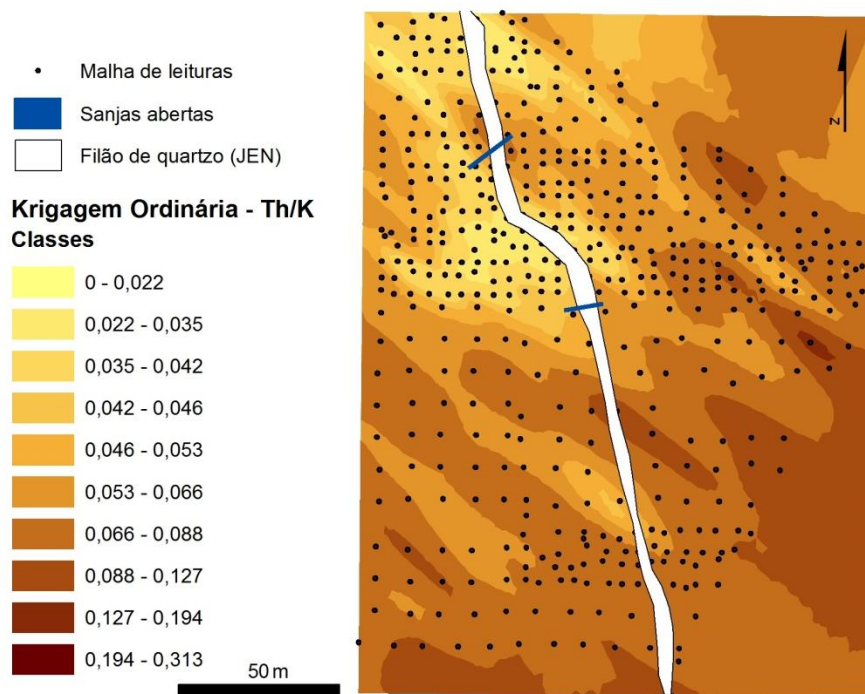 Malha de leituras
Sanjas abertas
Filão de quartzo (JEN)
Krigagem Ordinária - Th/K
Classes
0 - 0,022
0,022 - 0,035
0,035 - 0,042
0,042 - 0,046
0,046 - 0,053
0,053 - 0,066
0,066 - 0,088
0,088 - 0,127
0,127 - 0,194
0,194 - 0,313
50 m
N